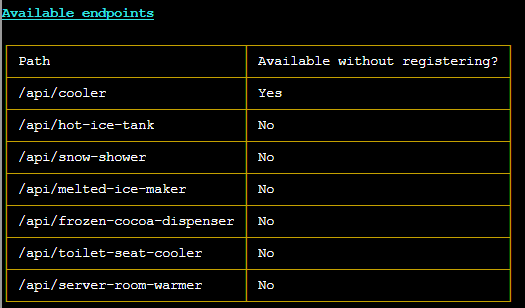 Available endpoints
Path Available without registering?
/api/cooler Yes
/api/hot-ice-tank No
/api/snow-shower No
/api/melted-ice-maker No
/api/frozen-cocoa-dispenser No
/api/toilet-seat-cooler No
/api/server-room-warmer No